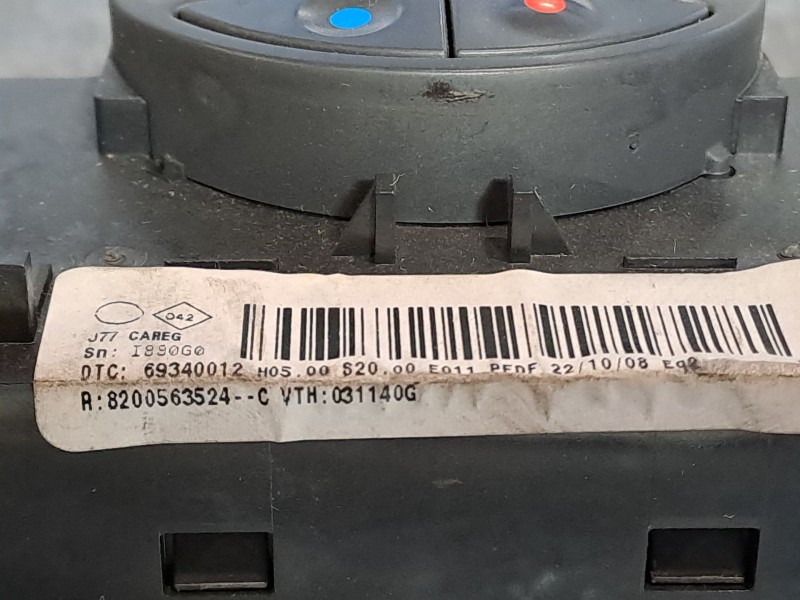 042
J77 CAREG
Sn: I890G0
DTC: 69340012 H05.00 S20.00 E011 PEDF 22/10/08 Eq2
R:8200563524--C VTH:031140G